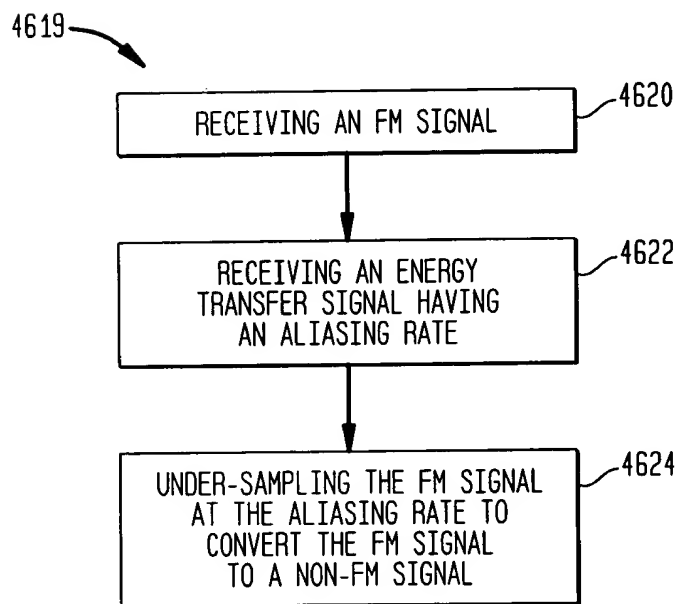 4619
RECEIVING AN FM SIGNAL
4620
RECEIVING AN ENERGY
TRANSFER SIGNAL HAVING
AN ALIASING RATE
4622
UNDER-SAMPLING THE FM SIGNAL
AT THE ALIASING RATE TO
CONVERT THE FM SIGNAL
TO A NON-FM SIGNAL
4624